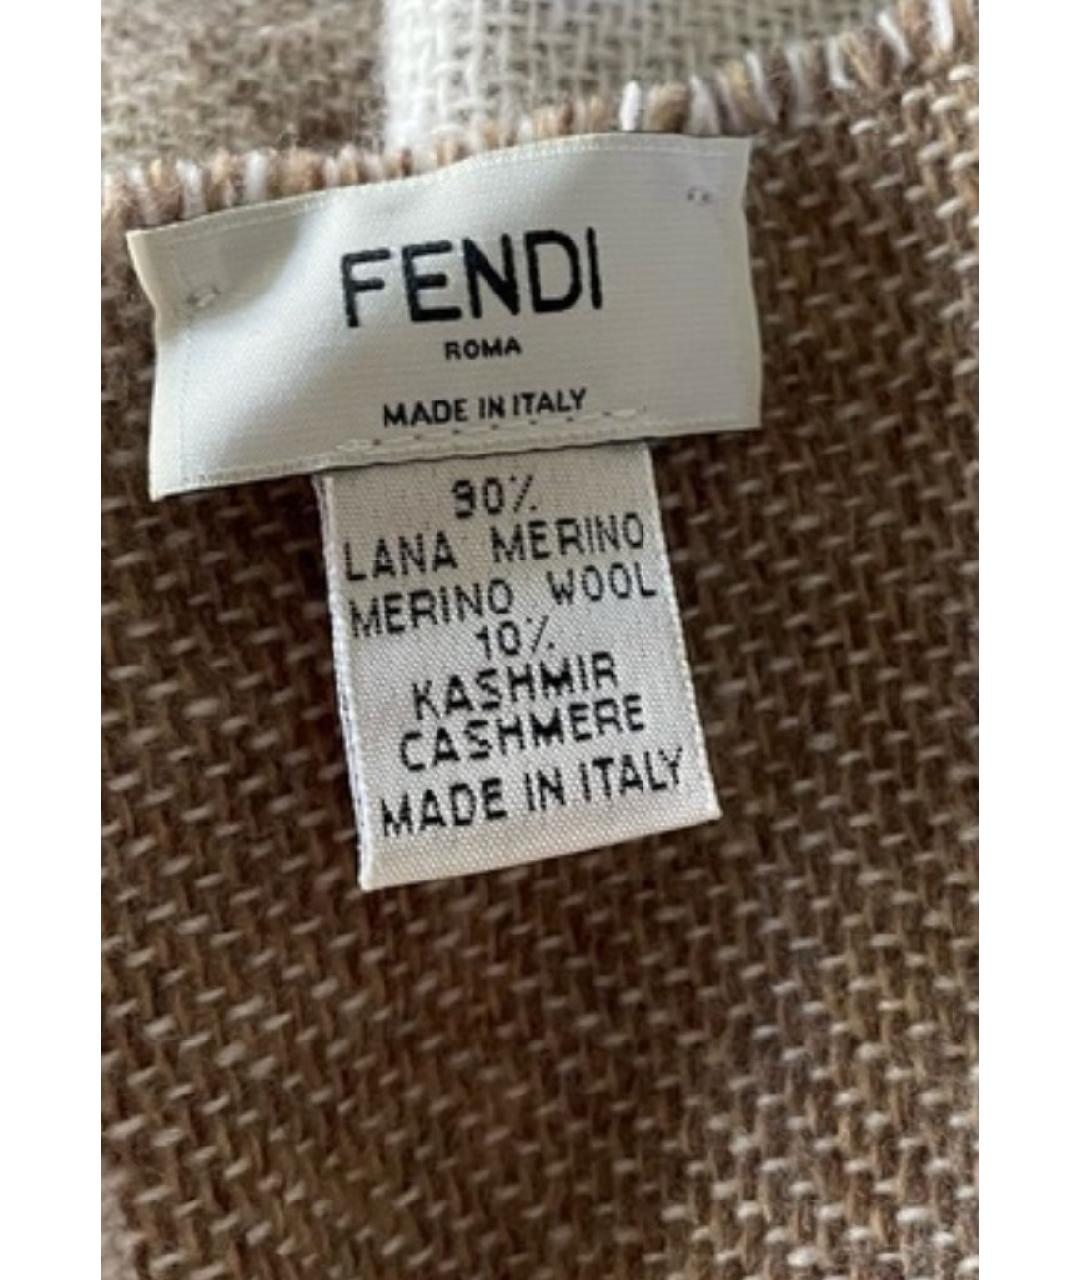 FENDI
ROMA
MADE IN ITALY
90%
LANA MERINO
MERINO WOOL
10%
KASHMIR
CASHMERE
MADE IN ITALY